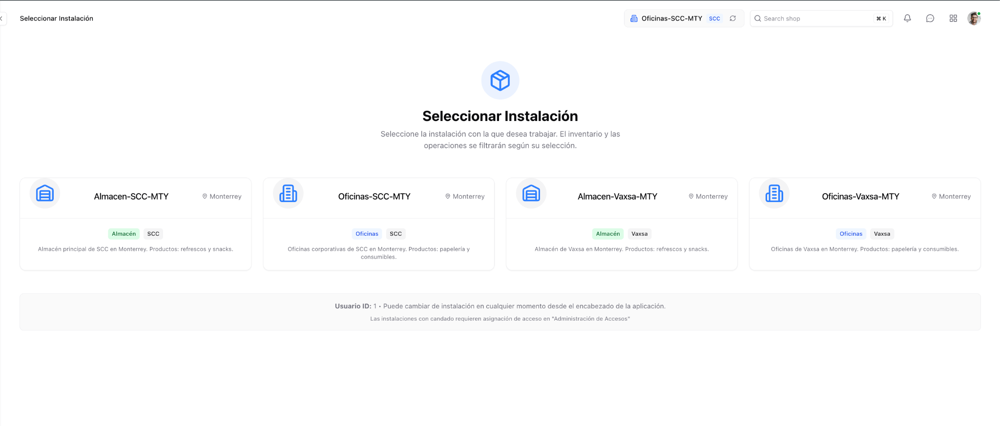 Seleccionar Instalación
Oficinas-SCC-MTY SCC
Search shop ⌘ K
Seleccionar Instalación
Seleccione la instalación con la que desea trabajar. El inventario y las
operaciones se filtrarán según su selección.
Almacen-SCC-MTY Monterrey
Almacén SCC
Almacén principal de SCC en Monterrey. Productos: refrescos y snacks.
Oficinas-SCC-MTY Monterrey
Oficinas SCC
Oficinas corporativas de SCC en Monterrey. Productos: papelería y
consumibles.
Almacen-Vaxsa-MTY Monterrey
Almacén Vaxsa
Almacén de Vaxsa en Monterrey. Productos: refrescos y snacks.
Oficinas-Vaxsa-MTY Monterrey
Oficinas Vaxsa
Oficinas de Vaxsa en Monterrey. Productos: papelería y consumibles.
Usuario ID: 1 • Puede cambiar de instalación en cualquier momento desde el encabezado de la aplicación.
Las instalaciones con candado requieren asignación de acceso en "Administración de Accesos"